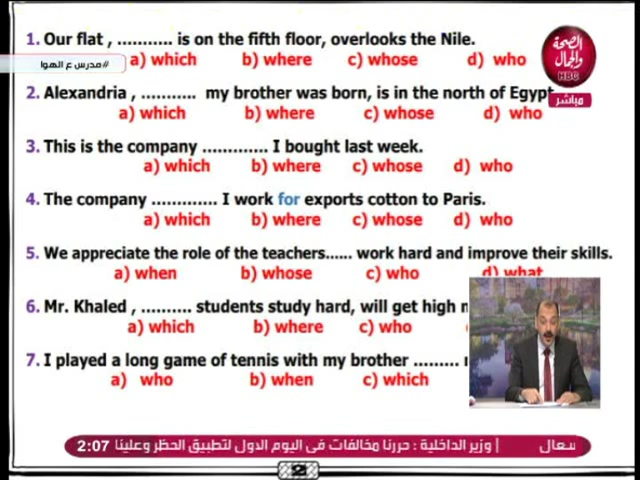 1. Our flat , ........... is on the fifth floor, overlooks the Nile.
a) which b) where c) whose d) who
#مدرس ع الهوا
الصحة والجمال
HBC
مباشر
2. Alexandria , ........... my brother was born, is in the north of Egypt
a) which b) where c) whose d) who
3. This is the company ............. I bought last week.
a) which b) where c) whose d) who
4. The company ............. I work for exports cotton to Paris.
a) which b) where c) whose d) who
5. We appreciate the role of the teachers...... work hard and improve their skills.
a) when b) whose c) who d) what
6. Mr. Khaled , .......... students study hard, will get high
a) which b) where c) who
7. I played a long game of tennis with my brother .........
a) who b) when c) which
سعال | وزير الداخلية : حررنا مخالفات فى اليوم الاول لتطبيق الحظر وعلينا
2:07
2